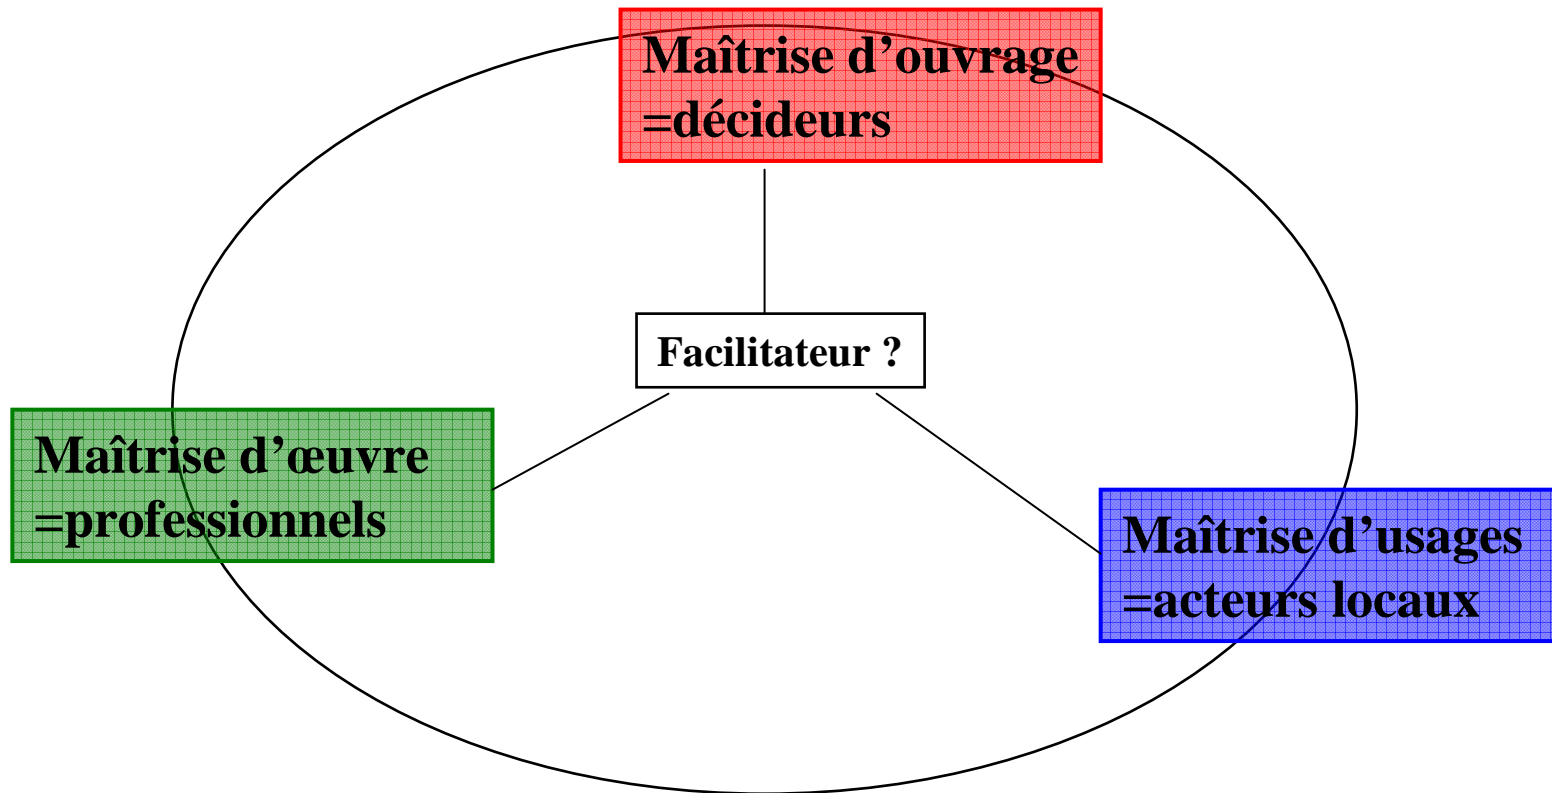 Maîtrise d’ouvrage
=décideurs
Facilitateur ?
Maîtrise d’œuvre
=professionnels
Maîtrise d’usages
=acteurs locaux